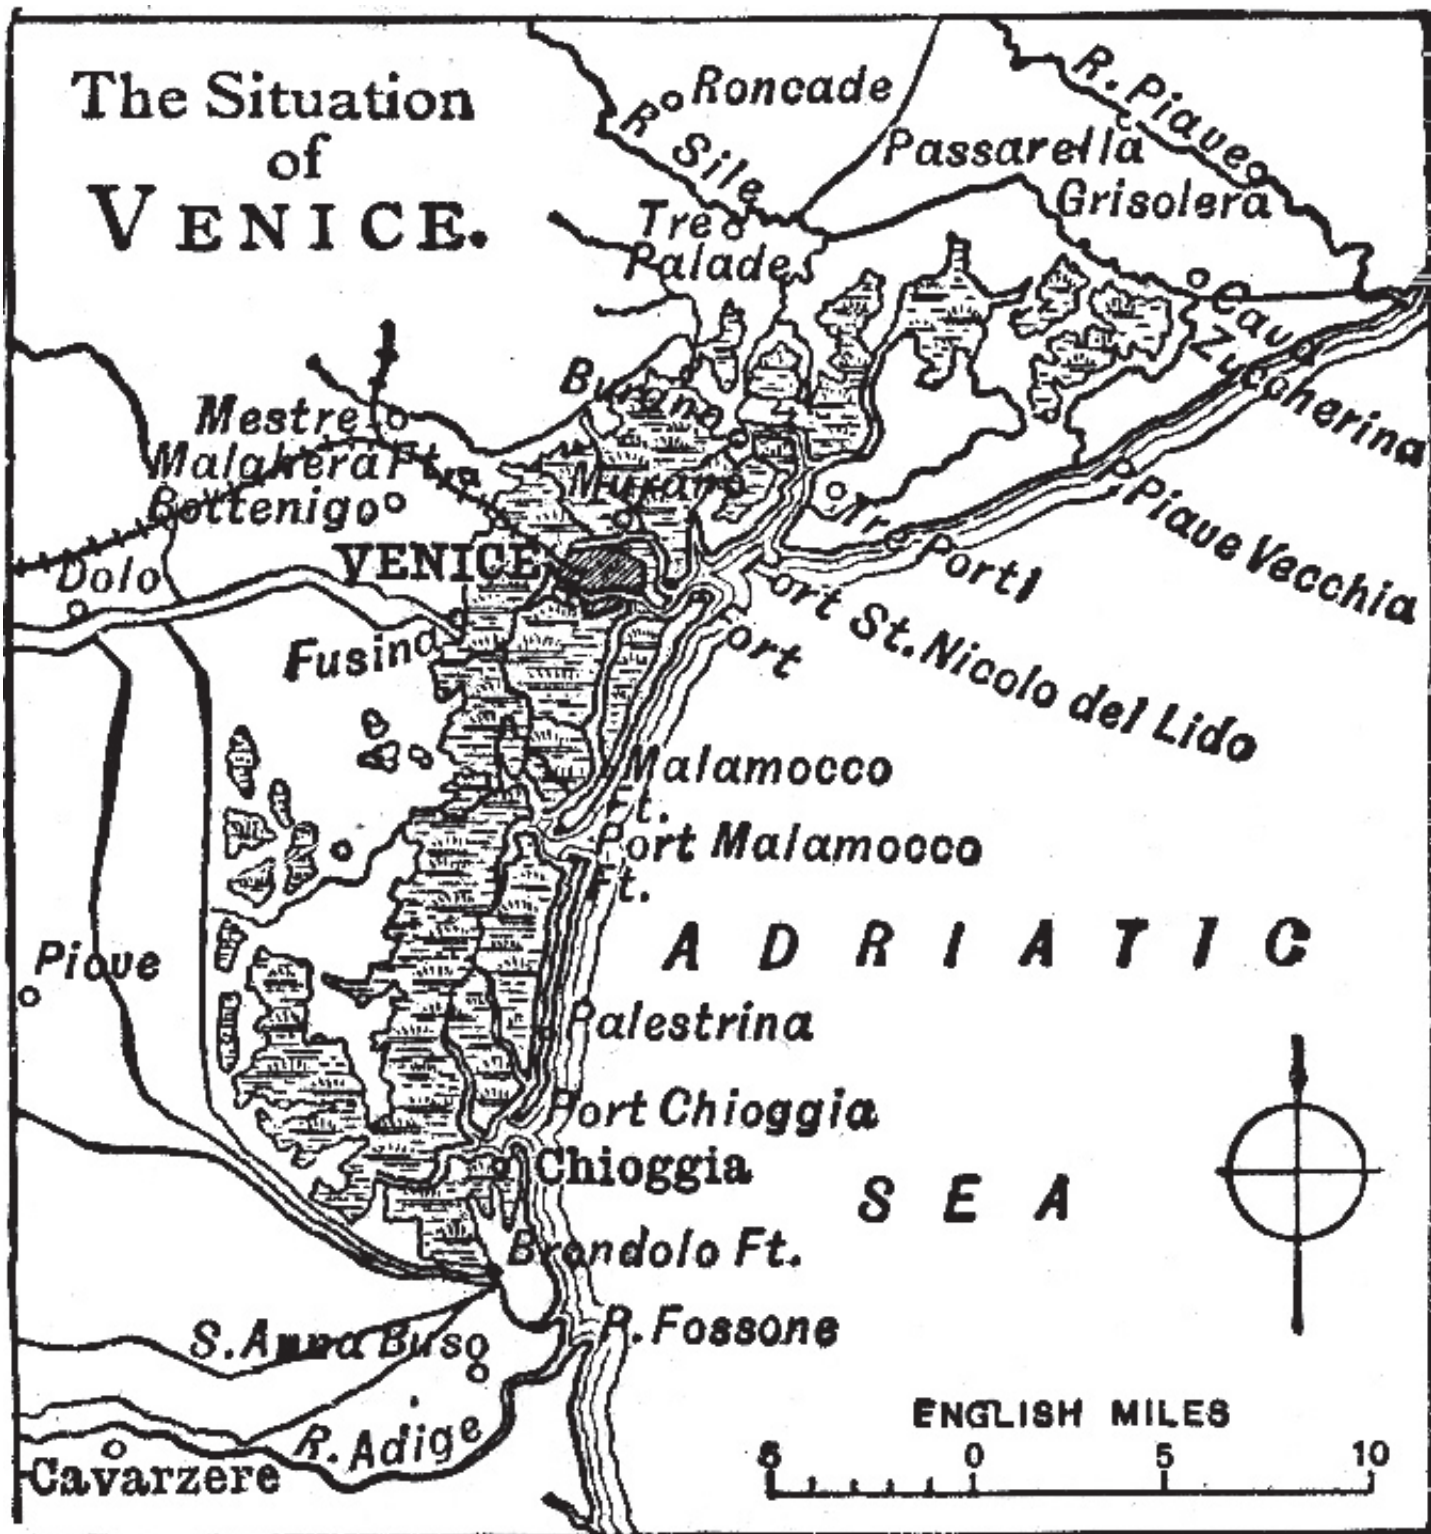 The Situation
of
VENICE.
Roncade
R. Piave
R. Sile
Passarella
Grisolera
Tre
Palade
Cavo
Zuccherina
Burano
Mestre
Malghera Ft.
Murano
Bottenigo
Tr. Porti
Piave Vecchia
VENICE
Dolo
Port St. Nicolo del Lido
Fort
Fusina
Malamocco
Ft.
Port Malamocco
Ft.
ADRIATIC
Piove
Palestrina
Port Chioggia
Chioggia
SEA
Brondolo Ft.
P. Fossone
S. Anna Buso
R. Adige
ENGLISH MILES
5 0 5 10
Cavarzere